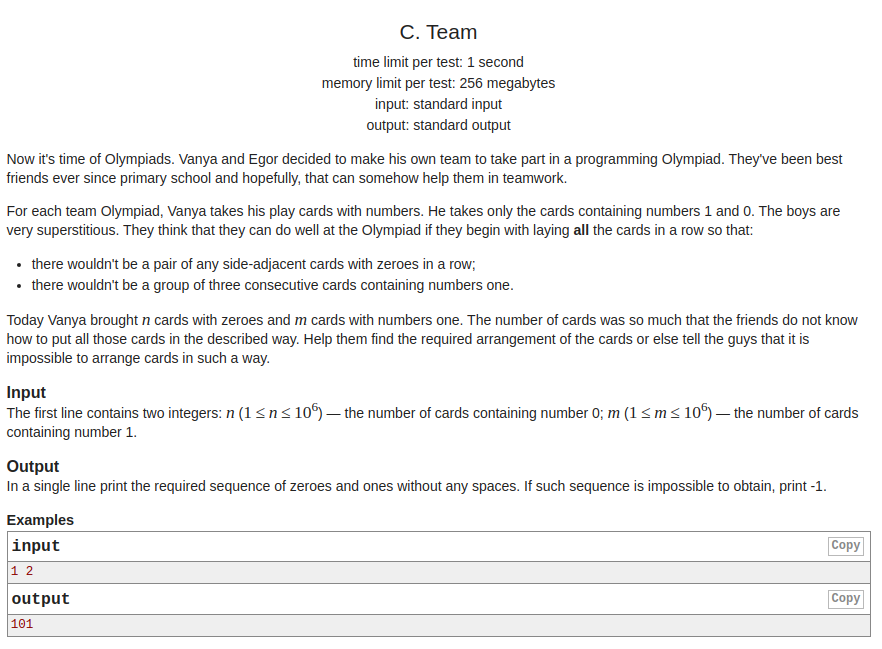 C. Team
time limit per test: 1 second
memory limit per test: 256 megabytes
input: standard input
output: standard output
Now it's time of Olympiads. Vanya and Egor decided to make his own team to take part in a programming Olympiad. They've been best
friends ever since primary school and hopefully, that can somehow help them in teamwork.
For each team Olympiad, Vanya takes his play cards with numbers. He takes only the cards containing numbers 1 and 0. The boys are
very superstitious. They think that they can do well at the Olympiad if they begin with laying all the cards in a row so that:
• there wouldn't be a pair of any side-adjacent cards with zeroes in a row;
• there wouldn't be a group of three consecutive cards containing numbers one.
Today Vanya brought n cards with zeroes and m cards with numbers one. The number of cards was so much that the friends do not know
how to put all those cards in the described way. Help them find the required arrangement of the cards or else tell the guys that it is
impossible to arrange cards in such a way.
Input
The first line contains two integers: n (1 ≤ n ≤ 10⁶) — the number of cards containing number 0; m (1 ≤ m ≤ 10⁶) — the number of cards
containing number 1.
Output
In a single line print the required sequence of zeroes and ones without any spaces. If such sequence is impossible to obtain, print -1.
Examples
input Copy
1 2
output Copy
101